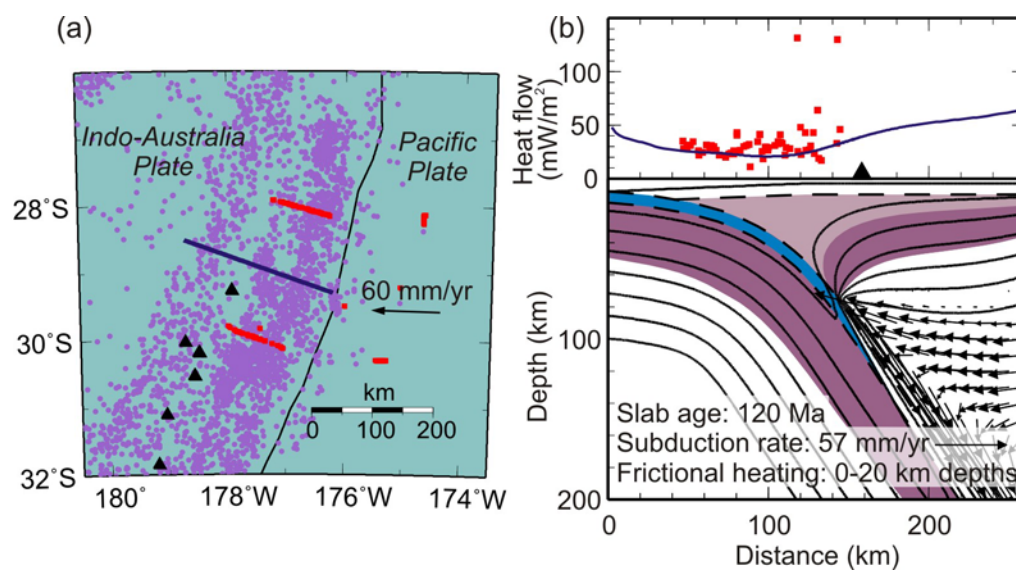 (a)
Indo-Australia
Plate
Pacific
Plate
28°S
30°S
32°S
60 mm/yr
km
0 100 200
180° 178°W 176°W 174°W
(b)
Heat flow
(mW/m²)
100
50
0
Depth (km)
0
100
200
Slab age: 120 Ma
Subduction rate: 57 mm/yr
Frictional heating: 0-20 km depths
0 100 200
Distance (km)